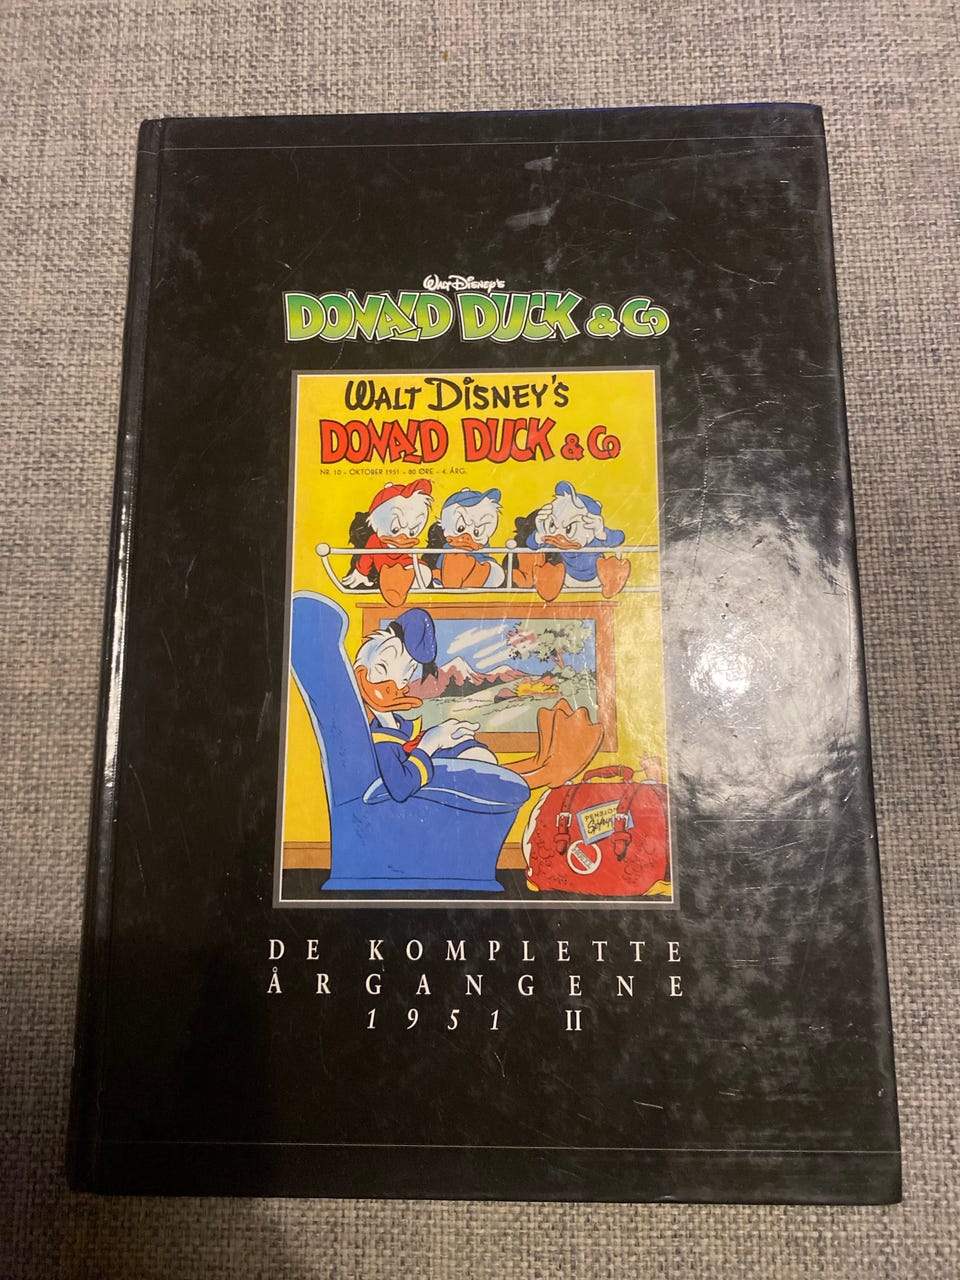 Walt Disney's
DONALD DUCK & Co
WALT DISNEY'S
DONALD DUCK & Co
NR. 10 - OKTOBER 1951 - 80 ØRE - 4. ÅRG.
PENSION
DE KOMPLETTE
ÅRGANGENE
1951 II